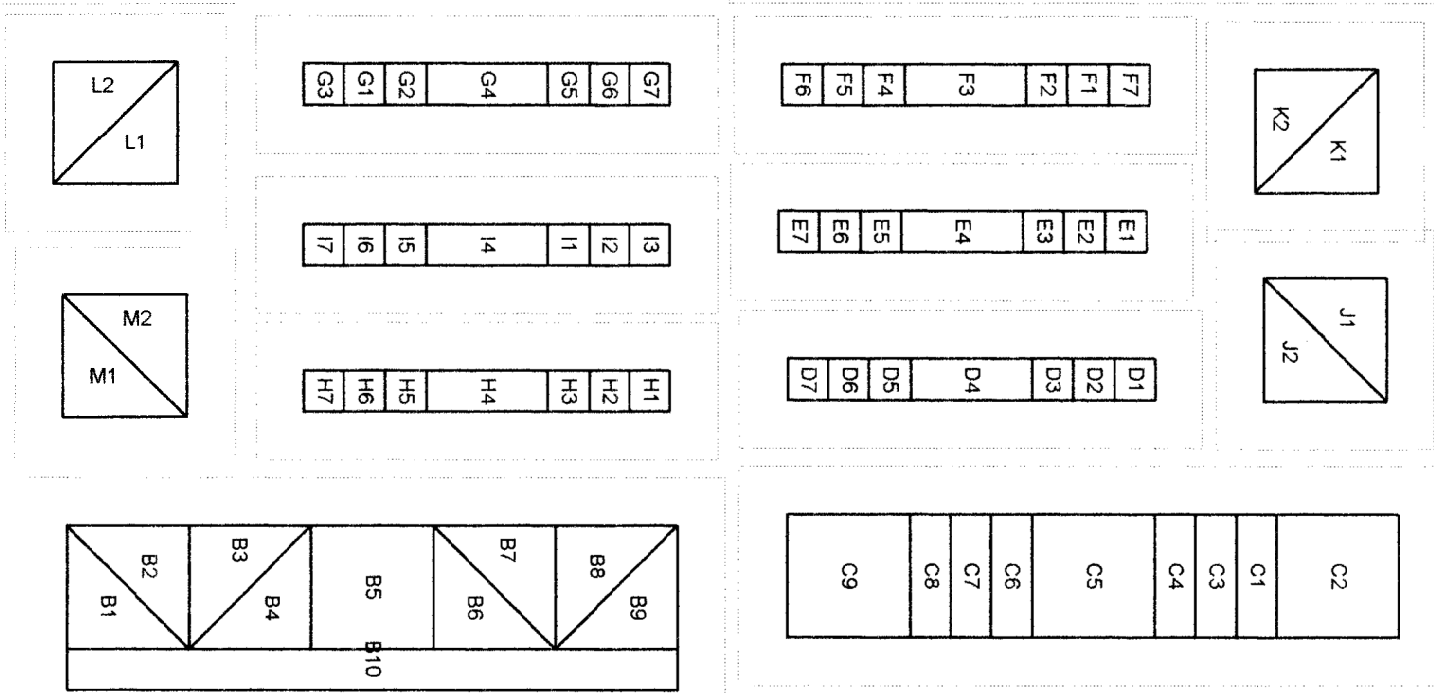 L2
L1
G3 G1 G2 G4 G5 G6 G7
F6 F5 F4 F3 F2 F1 F7
K2
K1
I7 I6 I5 I4 I1 I2 I3
E7 E6 E5 E4 E3 E2 E1
M2
M1
J1
J2
H7 H6 H5 H4 H3 H2 H1
D7 D6 D5 D4 D3 D2 D1
B1 B2 B3 B4 B5 B6 B7 B8 B9
B10
C9 C8 C7 C6 C5 C4 C3 C1 C2